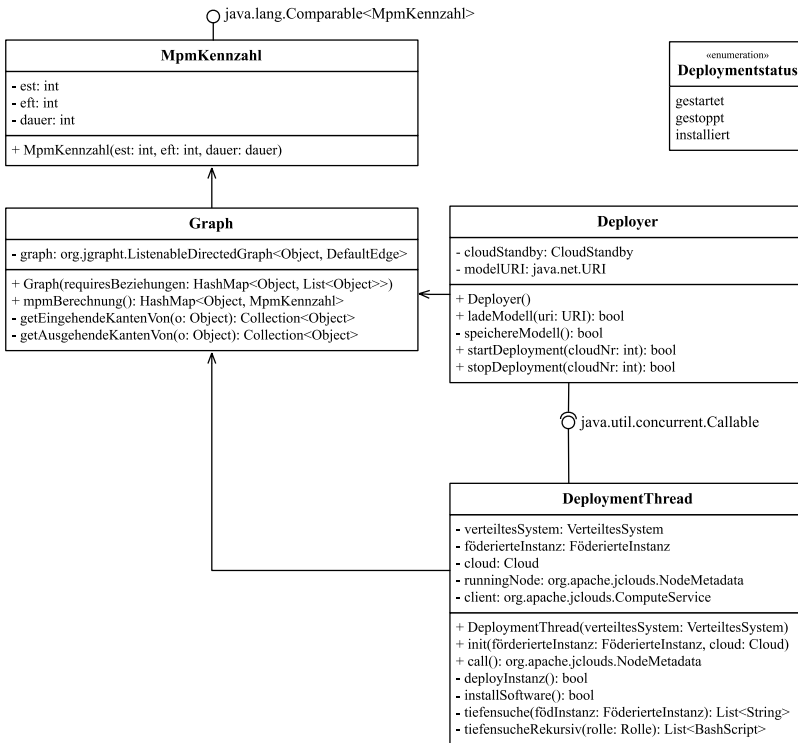 java.lang.Comparable<MpmKennzahl>
MpmKennzahl
- est: int
- eft: int
- dauer: int
+ MpmKennzahl(est: int, eft: int, dauer: dauer)
«enumeration»
Deploymentstatus
gestartet
gestoppt
installiert
Graph
- graph: org.jgrapht.ListenableDirectedGraph<Object, DefaultEdge>
+ Graph(requiresBeziehungen: HashMap<Object, List<Object>>)
+ mpmBerechnung(): HashMap<Object, MpmKennzahl>
- getEingehendeKantenVon(o: Object): Collection<Object>
- getAusgehendeKantenVon(o: Object): Collection<Object>
Deployer
- cloudStandby: CloudStandby
- modelURI: java.net.URI
+ Deployer()
+ ladeModell(uri: URI): bool
- speichereModell(): bool
+ startDeployment(cloudNr: int): bool
+ stopDeployment(cloudNr: int): bool
java.util.concurrent.Callable
DeploymentThread
- verteiltesSystem: VerteiltesSystem
- föderierteInstanz: FöderierteInstanz
- cloud: Cloud
- runningNode: org.apache.jclouds.NodeMetadata
- client: org.apache.jclouds.ComputeService
+ DeploymentThread(verteiltesSystem: VerteiltesSystem)
+ init(förderierteInstanz: FöderierteInstanz, cloud: Cloud)
+ call(): org.apache.jclouds.NodeMetadata
- deployInstanz(): bool
- installSoftware(): bool
- tiefensuche(födInstanz: FöderierteInstanz): List<String>
- tiefensucheRekursiv(rolle: Rolle): List<BashScript>